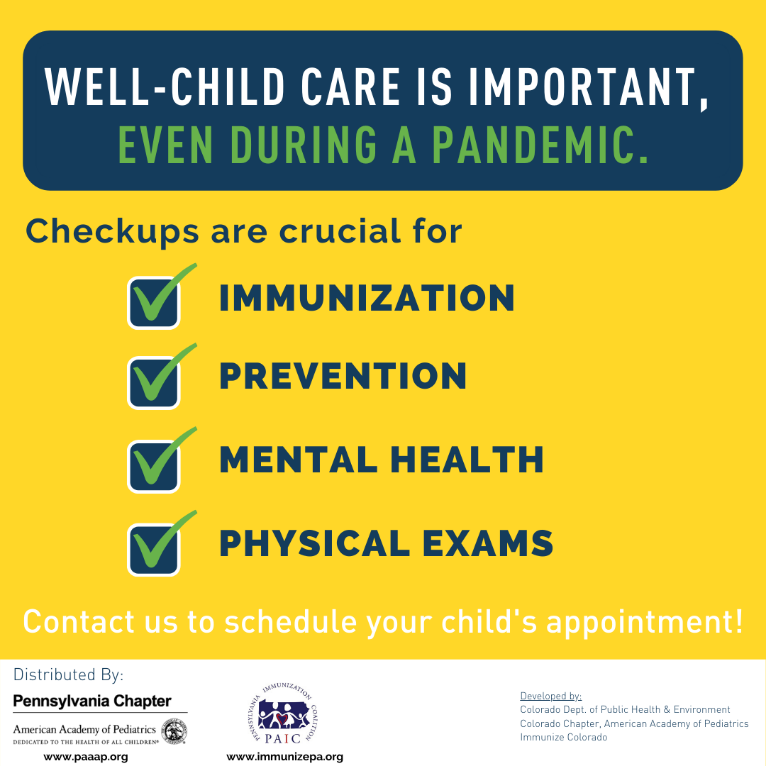 WELL-CHILD CARE IS IMPORTANT,
EVEN DURING A PANDEMIC.
Checkups are crucial for
IMMUNIZATION
PREVENTION
MENTAL HEALTH
PHYSICAL EXAMS
Contact us to schedule your child's appointment!
Distributed By:
Pennsylvania Chapter
American Academy of Pediatrics
DEDICATED TO THE HEALTH OF ALL CHILDREN®
www.paaap.org
PENNSYLVANIA IMMUNIZATION COALITION
PAIC
www.immunizepa.org
Developed by:
Colorado Dept. of Public Health & Environment
Colorado Chapter, American Academy of Pediatrics
Immunize Colorado